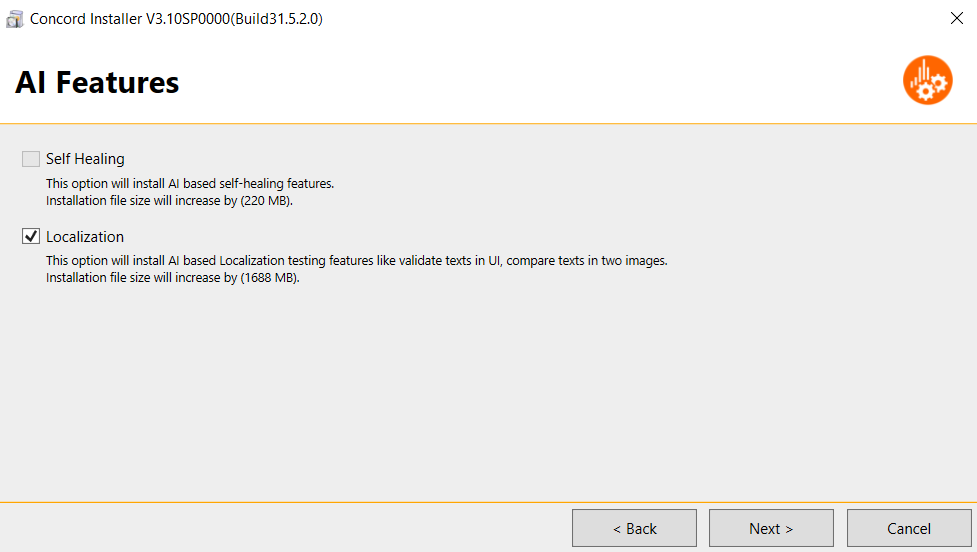 Concord Installer V3.10SP0000(Build31.5.2.0)
AI Features
Self Healing
This option will install AI based self-healing features.
Installation file size will increase by (220 MB).
Localization
This option will install AI based Localization testing features like validate texts in UI, compare texts in two images.
Installation file size will increase by (1688 MB).
< Back
Next >
Cancel